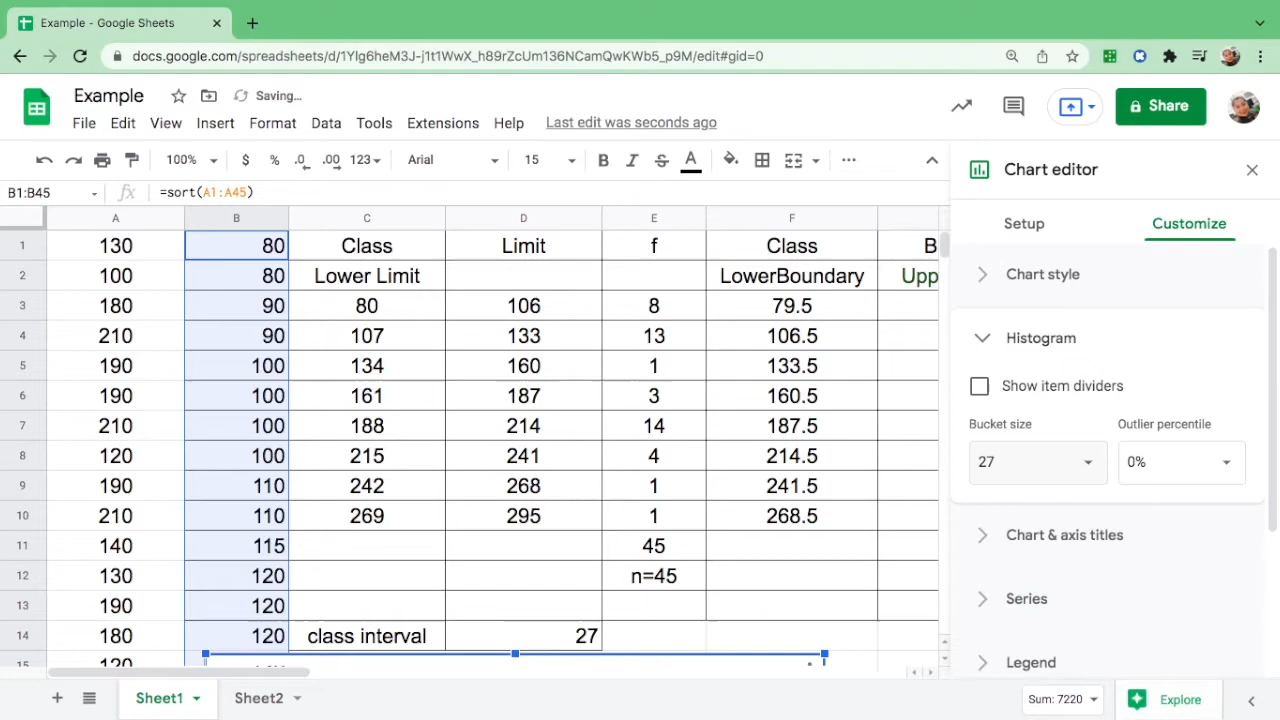 Example - Google Sheets
docs.google.com/spreadsheets/d/1Ylg6heM3J-j1t1WwX_h89rZcUm136NCamQwKWb5_p9M/edit#gid=0
Example Saving...
Share
File Edit View Insert Format Data Tools Extensions Help Last edit was seconds ago
100% $ % .0 .00 123 Arial 15 B I S A
B1:B45 fx =sort(A1:A45)
Chart editor
Setup Customize
A B C D E F
1 130 80 Class Limit f Class B
2 100 80 Lower Limit LowerBoundary Upp
3 180 90 80 106 8 79.5
4 210 90 107 133 13 106.5
5 190 100 134 160 1 133.5
6 190 100 161 187 3 160.5
7 210 100 188 214 14 187.5
8 120 100 215 241 4 214.5
9 190 110 242 268 1 241.5
10 210 110 269 295 1 268.5
11 140 115 45
12 130 120 n=45
13 190 120
14 180 120 class interval 27
15 120
Chart style
Histogram
Show item dividers
Bucket size Outlier percentile
27 0%
Chart & axis titles
Series
Legend
Sheet1 Sheet2 Sum: 7220 Explore